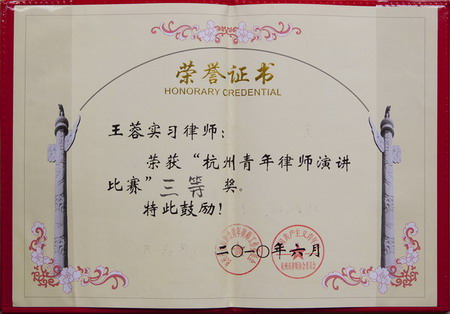 荣誉证书
HONORARY CREDENTIAL
王蓉实习律师：
荣获“杭州青年律师演讲
比赛”三等奖。
特此鼓励！
二〇一〇年六月